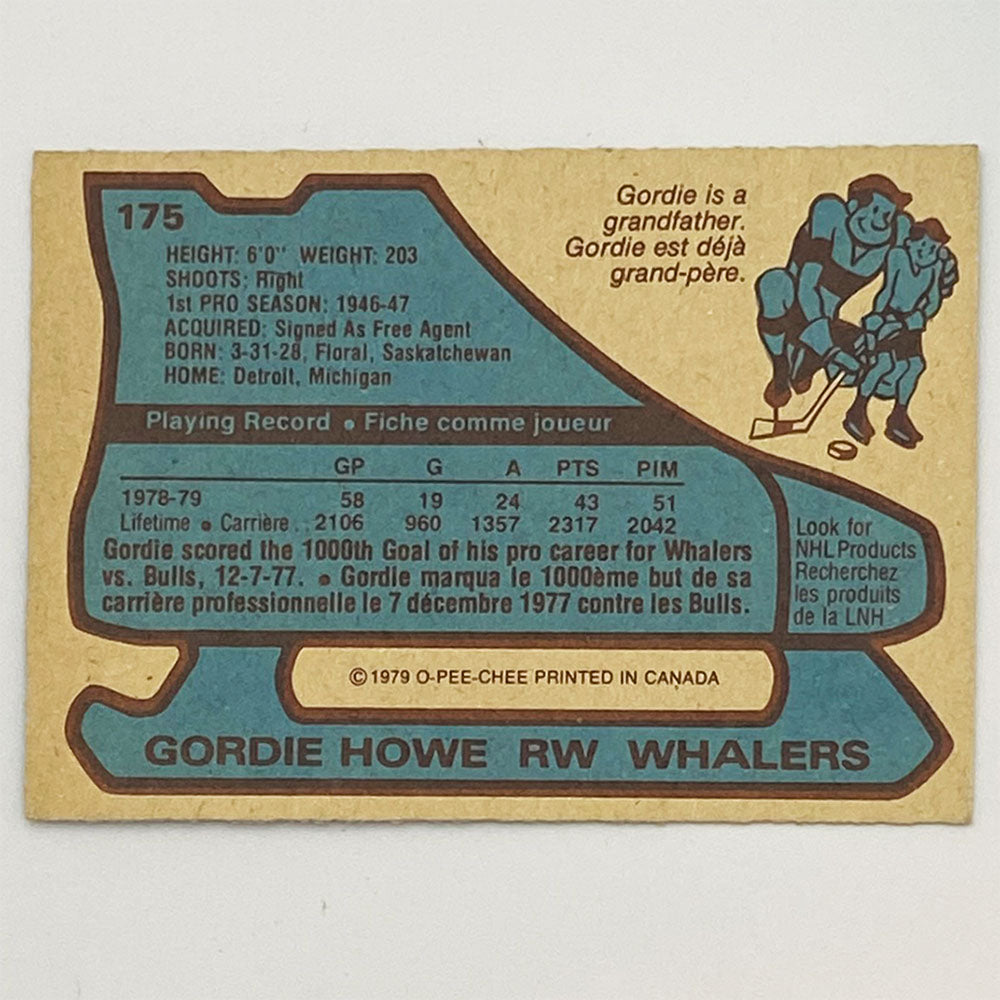 175
Gordie is a
grandfather.
Gordie est déjà
grand-père.
HEIGHT: 6'0" WEIGHT: 203
SHOOTS: Right
1st PRO SEASON: 1946-47
ACQUIRED: Signed As Free Agent
BORN: 3-31-28, Floral, Saskatchewan
HOME: Detroit, Michigan
Playing Record • Fiche comme joueur
GP G A PTS PIM
1978-79 58 19 24 43 51
Lifetime • Carrière 2106 960 1357 2317 2042
Gordie scored the 1000th Goal of his pro career for Whalers
vs. Bulls, 12-7-77. • Gordie marqua le 1000ème but de sa
carrière professionnelle le 7 décembre 1977 contre les Bulls.
Look for
NHL Products
Recherchez
les produits
de la LNH
© 1979 O-PEE-CHEE PRINTED IN CANADA
GORDIE HOWE RW WHALERS